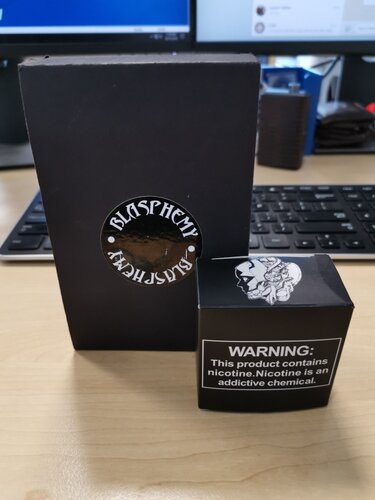 BLASPHEMY
BLASPHEMY
WARNING:
This product contains
nicotine.Nicotine is an
addictive chemical.